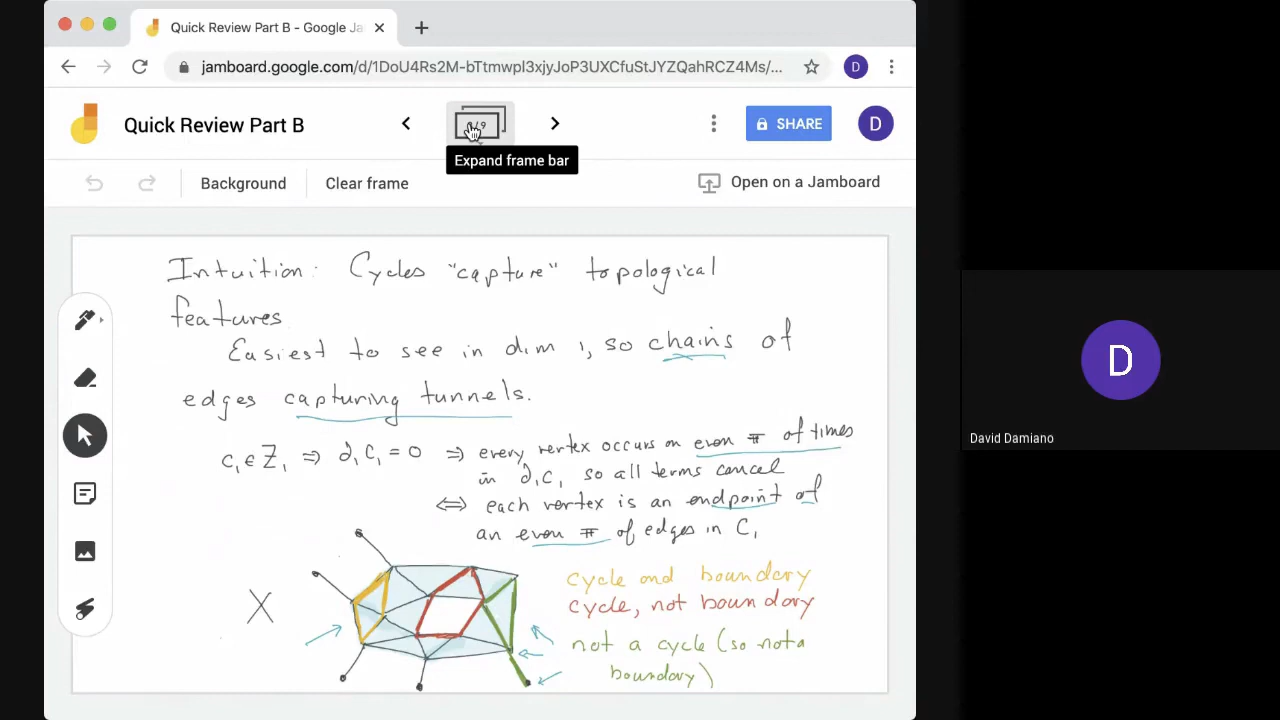 Quick Review Part B - Google Ja
jamboard.google.com/d/1DoU4Rs2M-bTtmwpl3xjyJoP3UXCfuStJYZQahRCZ4Ms/...
D
Quick Review Part B
SHARE
D
Expand frame bar
Background
Clear frame
Open on a Jamboard
Intuition: Cycles "capture" topological
features
Easiest to see in dim 1, so chains of
edges capturing tunnels.
c₁ ∈ Z₁ ⇒ ∂₁c₁ = 0 ⇒ every vertex occurs an even # of times
in ∂₁c₁ so all terms cancel
⇔ each vertex is an endpoint of
an even # of edges in C₁
X
cycle and boundary
cycle, not boundary
not a cycle (so not a
boundary)
D
David Damiano